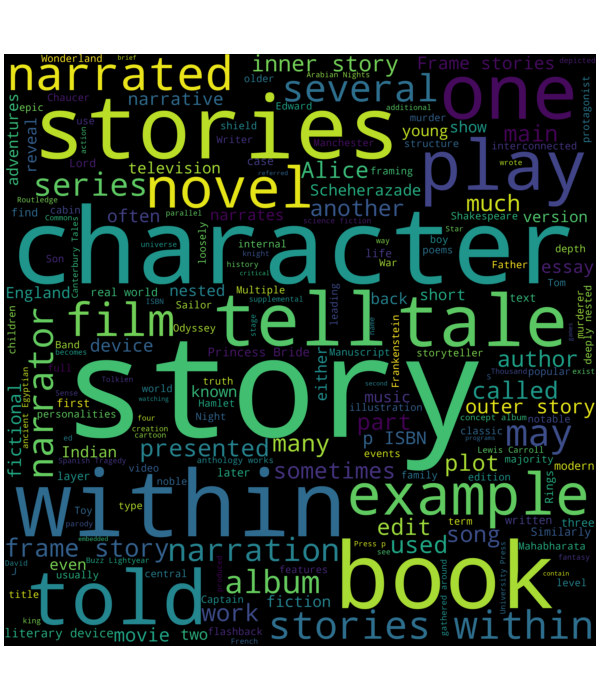 Wonderland brief
narrated
inner story
Arabian Nights
Frame stories
older
depicted
Chaucer
narrative
several
one
additional
protagonist
adventures
epic
reveal
use
action
Edward
murder
stories
Lord
shield
Writer
Manchester
structure
interconnected
wrote
young
show
main
play
television
case
Alice
framing
referred
series
novel
Scheherazade
Routledge
much
find
cabin
often
narrates
another
Shakespeare
version
Commons
parallel
science fiction
Star
universe
boy
way
depth
Son
Canterbury Tales
loosely
internal
knight
life
poems
essay
character
history
critical
War
Father
Tom
England
real world
ISBN
nested
Multiple
supplemental
leading
back
short
text
children
film
Sailor
tell
tale
murderer
deeply nested
narrator
Band
becomes
device
Odyssey
stage
name
games
author
Princess Bride
Manuscript
storyteller
popular
exist
full
Tolkien
truth
either
Frankenstein
second
Thousand
s
called
ancient Egyptian
fictional
first
Sense
world
watching
known
story
Hamlet
Night
music
illustration
part
concept album
notable
outer story
personalities
four
creation
cartoon
presented
many
p ISBN
may
ed
Spanish Tragedy
anthology works
events
classic
Lewis Carroll
majority
Indian
later
sometimes
plot
modern
layer
video
noble
family
edition
Rings
within
Toy
parody
type
example
term
written
three
Similarly
frame story
narration
edit
used
song
Mahabharata
embedded
Press p
see
University Press
fantasy
David
J
even
usually
Buzz Lightyear
central
features
produced
gathered around
contain
level
told
album
book
title
Captain
fiction
work
king
literary device
movie
two
flashback
French
programs
stories within